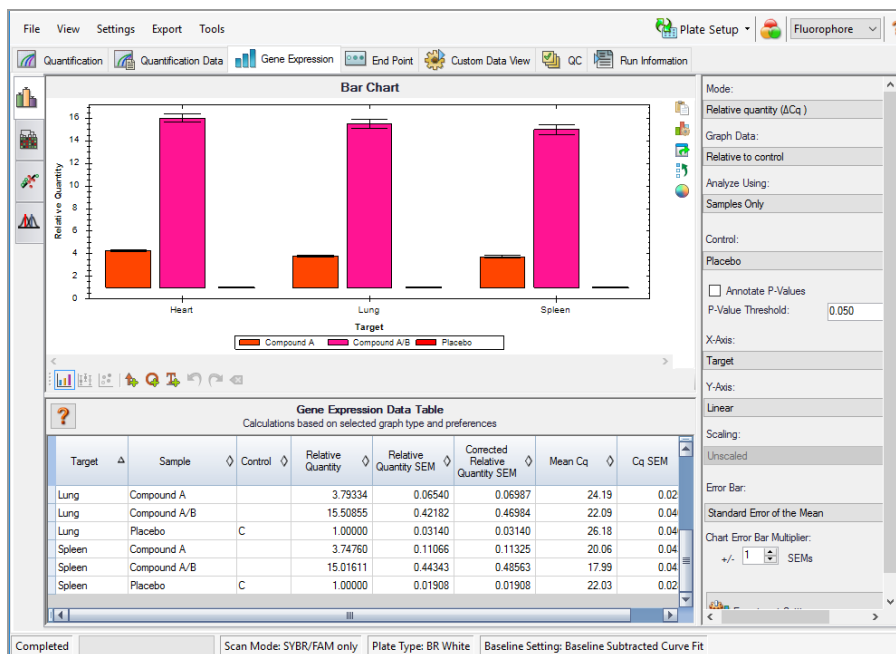 File View Settings Export Tools Plate Setup Fluorophore
Quantification Quantification Data Gene Expression End Point Custom Data View QC Run Information
Bar Chart
Relative Quantity
16
14
12
10
8
6
4
2
0
Heart Lung Spleen
Target
Compound A Compound A/B Placebo
Mode:
Relative quantity (ΔCq )
Graph Data:
Relative to control
Analyze Using:
Samples Only
Control:
Placebo
Annotate P-Values
P-Value Threshold: 0.050
X-Axis:
Target
Y-Axis:
Linear
Scaling:
Unscaled
Error Bar:
Standard Error of the Mean
Chart Error Bar Multiplier:
+/- 1 SEMs
?
Gene Expression Data Table
Calculations based on selected graph type and preferences
Target Sample Control Relative Quantity Relative Quantity SEM Corrected Relative Quantity SEM Mean Cq Cq SEM
Lung Compound A 3.79334 0.06540 0.06987 24.19 0.02
Lung Compound A/B 15.50855 0.42182 0.46984 22.09 0.04
Lung Placebo C 1.00000 0.03140 0.03140 26.18 0.04
Spleen Compound A 3.74760 0.11066 0.11325 20.06 0.04
Spleen Compound A/B 15.01611 0.44343 0.48563 17.99 0.04
Spleen Placebo C 1.00000 0.01908 0.01908 22.03 0.02
Completed Scan Mode: SYBR/FAM only Plate Type: BR White Baseline Setting: Baseline Subtracted Curve Fit